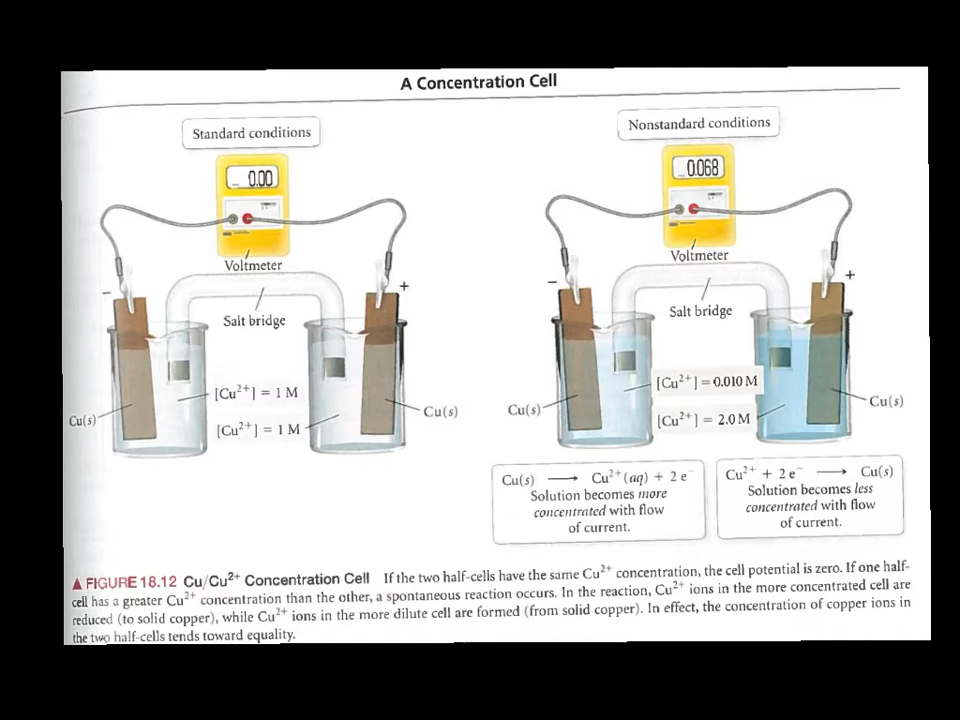 A Concentration Cell
Standard conditions
0.00
Voltmeter
−
+
Salt bridge
[Cu²⁺] = 1 M
[Cu²⁺] = 1 M
Cu(s)
Cu(s)
Nonstandard conditions
0.068
Voltmeter
−
+
Salt bridge
[Cu²⁺] = 0.010 M
[Cu²⁺] = 2.0 M
Cu(s)
Cu(s)
Cu(s) ⟶ Cu²⁺(aq) + 2 e⁻
Solution becomes more
concentrated with flow
of current.
Cu²⁺ + 2 e⁻ ⟶ Cu(s)
Solution becomes less
concentrated with flow
of current.
▲ FIGURE 18.12 Cu/Cu²⁺ Concentration Cell If the two half-cells have the same Cu²⁺ concentration, the cell potential is zero. If one half-
cell has a greater Cu²⁺ concentration than the other, a spontaneous reaction occurs. In the reaction, Cu²⁺ ions in the more concentrated cell are
reduced (to solid copper), while Cu²⁺ ions in the more dilute cell are formed (from solid copper). In effect, the concentration of copper ions in
the two half-cells tends toward equality.